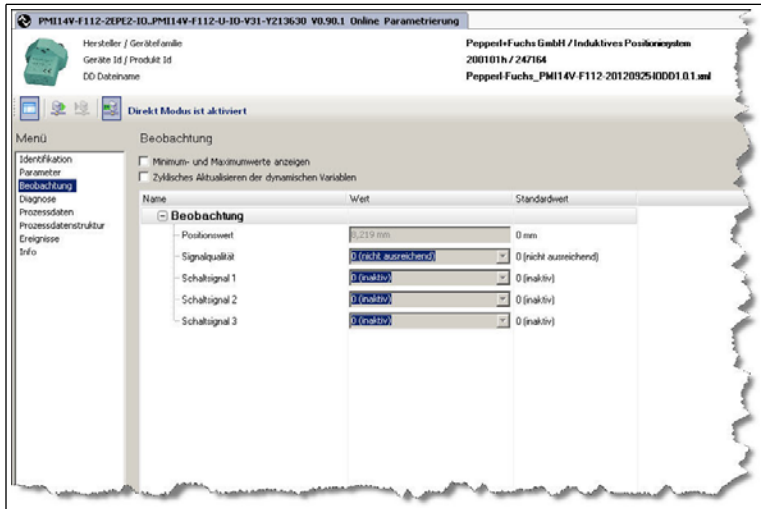 PMI14V-F112-2EPE2-IO..PMI14V-F112-U-IO-V31-Y213630 V0.90.1 Online Parametrierung
Hersteller / Gerätefamilie Pepperl+Fuchs GmbH / Induktives Positioniersystem
Geräte Id / Produkt Id 200101h / 247164
DD Dateiname Pepperl-Fuchs_PMI14V-F112-20120925-IODD1.0.1.xml
Direkt Modus ist aktiviert
Menü
Identifikation
Parameter
Beobachtung
Diagnose
Prozessdaten
Prozessdatenstruktur
Ereignisse
Info
Beobachtung
Minimum- und Maximumwerte anzeigen
Zyklisches Aktualisieren der dynamischen Variablen
Name Wert Standardwert
Beobachtung
Positionswert 8,219 mm 0 mm
Signalqualität 0 (nicht ausreichend) 0 (nicht ausreichend)
Schaltsignal 1 0 (inaktiv) 0 (inaktiv)
Schaltsignal 2 0 (inaktiv) 0 (inaktiv)
Schaltsignal 3 0 (inaktiv) 0 (inaktiv)